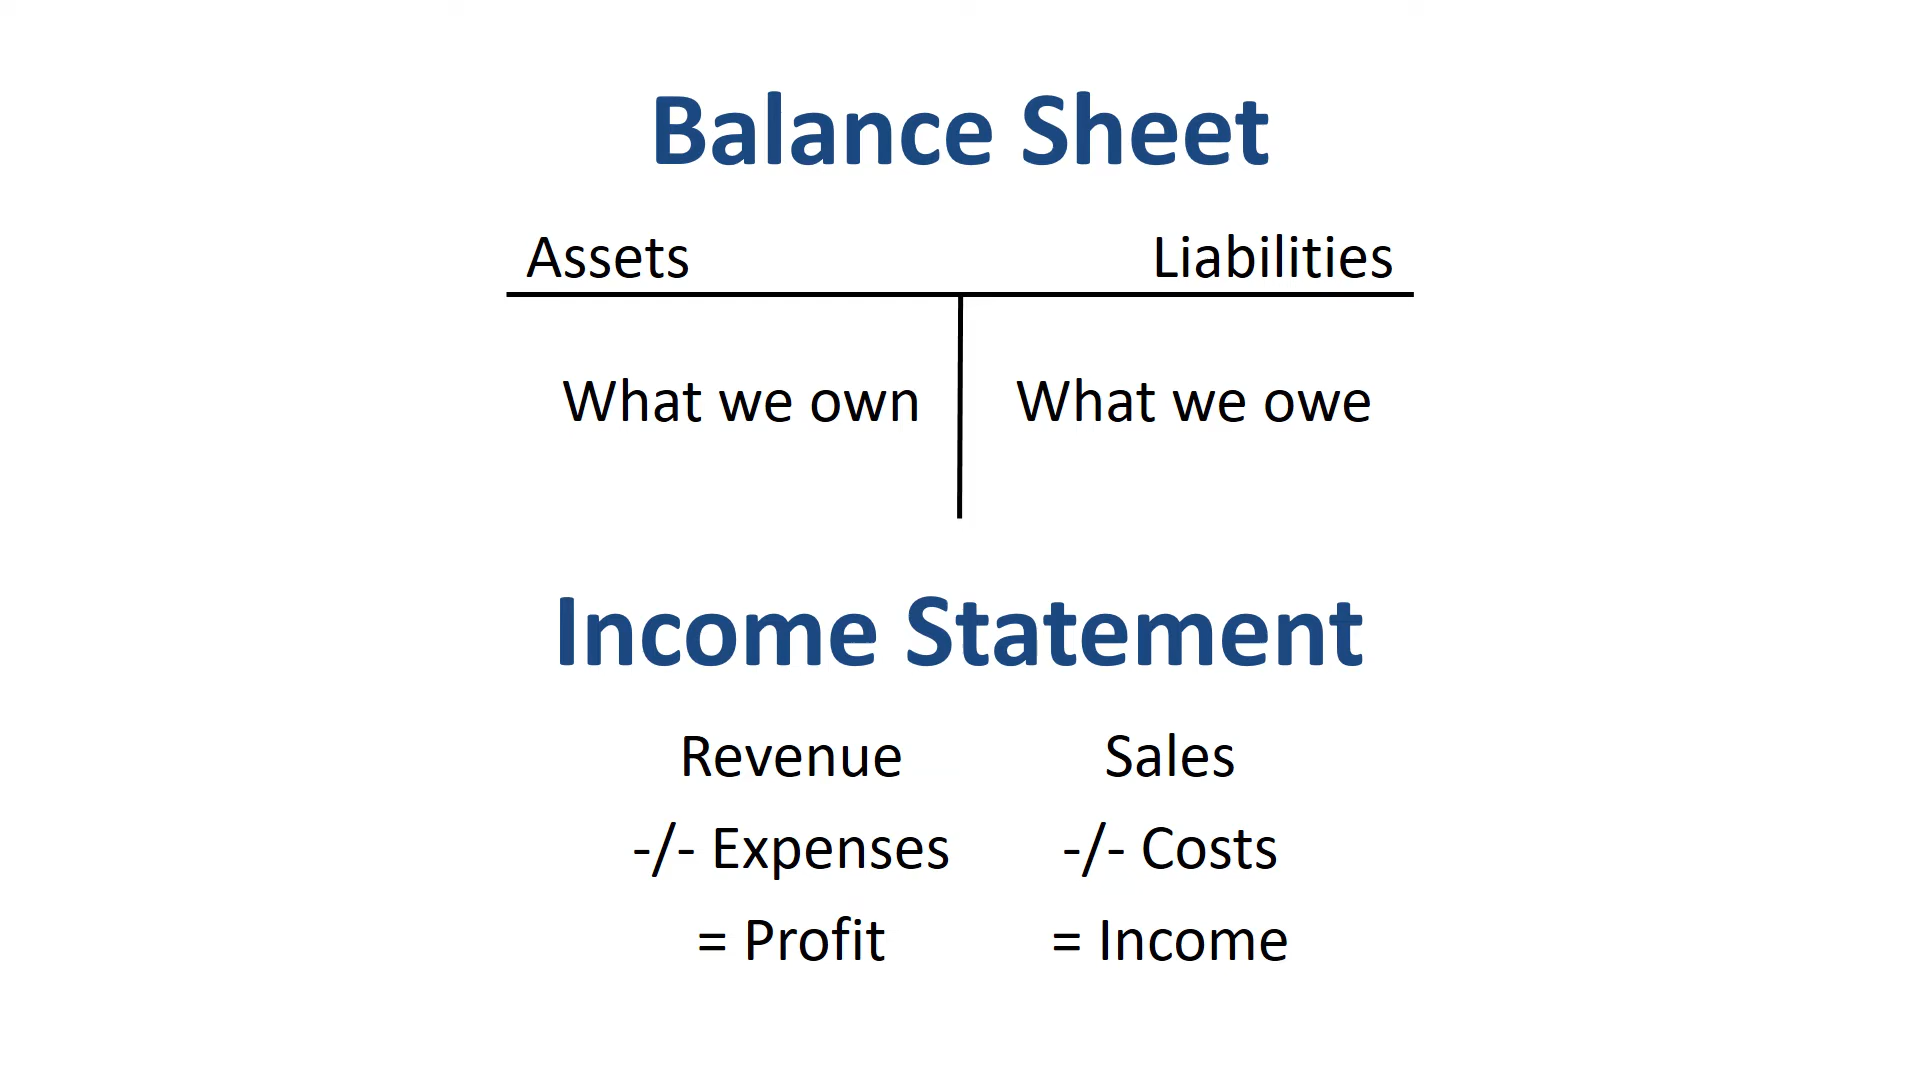 Balance Sheet
Assets Liabilities
What we own What we owe
Income Statement
Revenue Sales
-/- Expenses -/- Costs
= Profit = Income